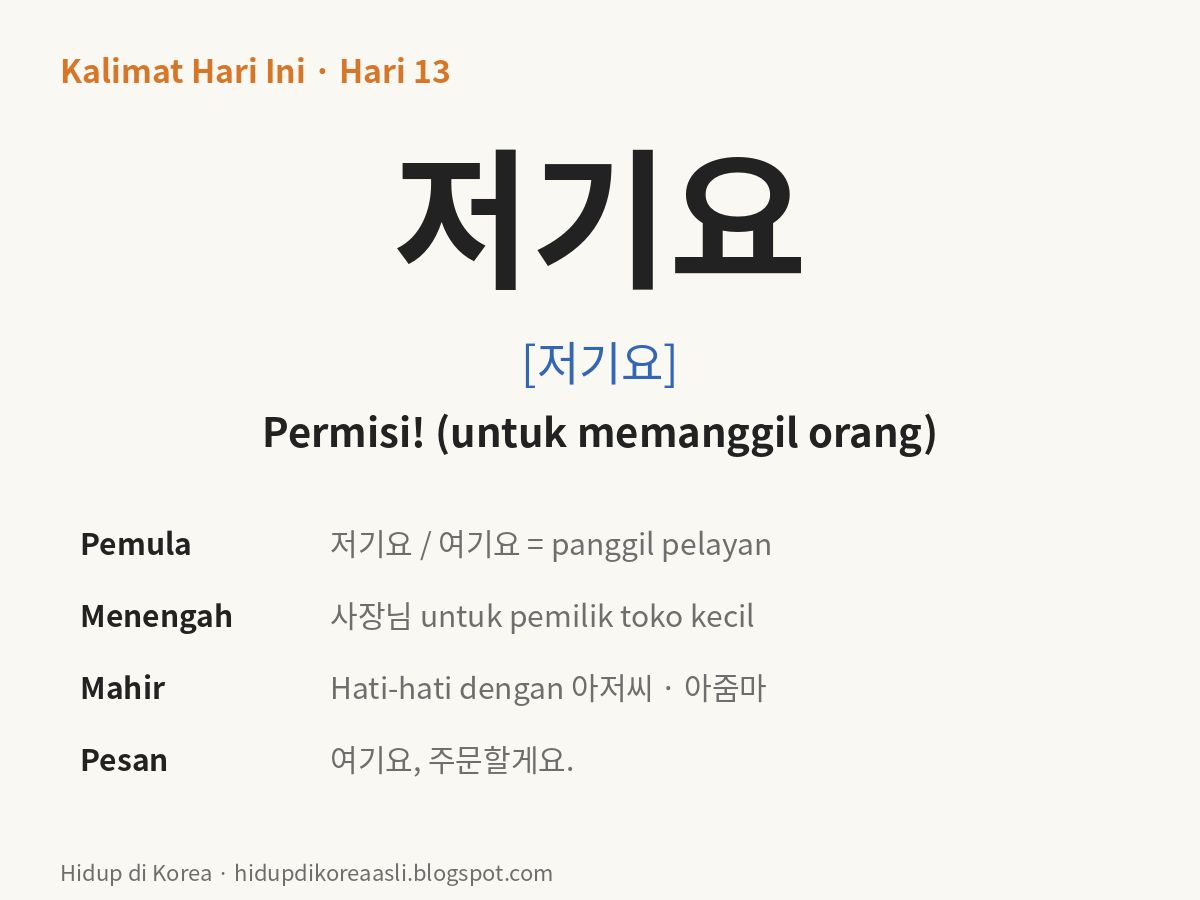 Kalimat Hari Ini · Hari 13
저기요
[저기요]
Permisi! (untuk memanggil orang)
Pemula 저기요 / 여기요 = panggil pelayan
Menengah 사장님 untuk pemilik toko kecil
Mahir Hati-hati dengan 아저씨 · 아줌마
Pesan 여기요, 주문할게요.
Hidup di Korea · hidupdikoreaasli.blogspot.com